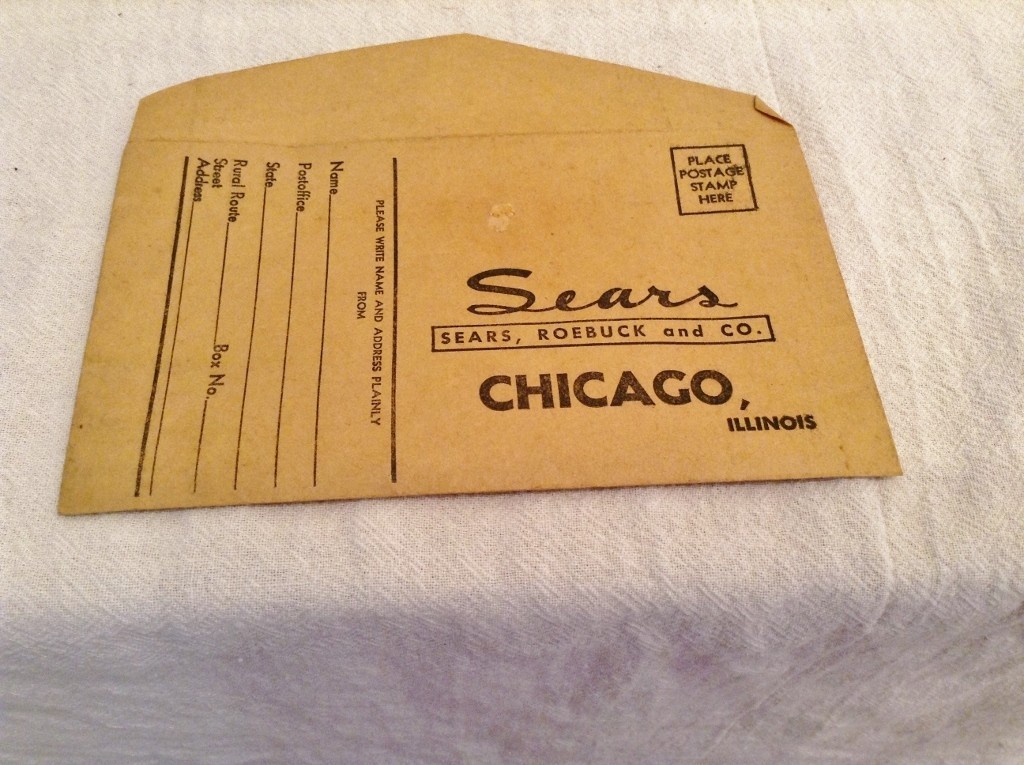 PLACE
POSTAGE
STAMP
HERE
Sears
SEARS, ROEBUCK and CO.
CHICAGO,
ILLINOIS
PLEASE WRITE NAME AND ADDRESS PLAINLY
FROM
Name
Postoffice
State
Rural Route Box No.
Street
Address